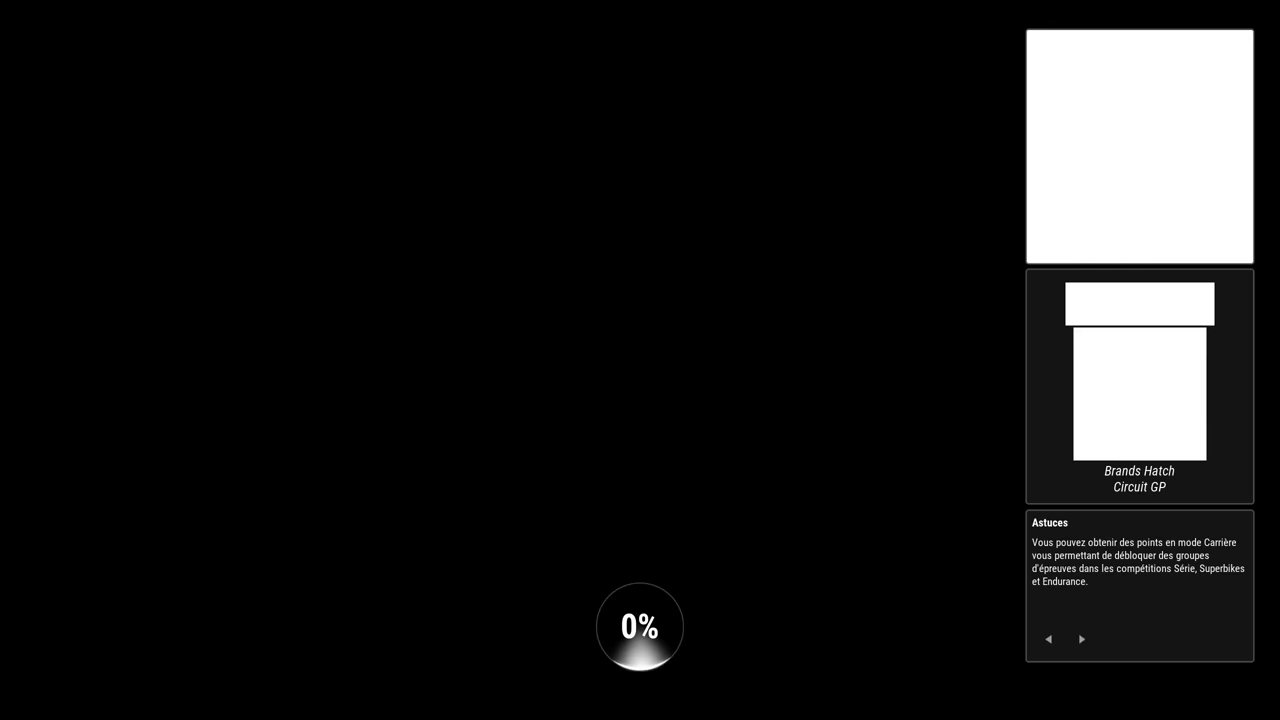 Brands Hatch
Circuit GP
Astuces
Vous pouvez obtenir des points en mode Carrière
vous permettant de débloquer des groupes
d'épreuves dans les compétitions Série, Superbikes
et Endurance.
0%